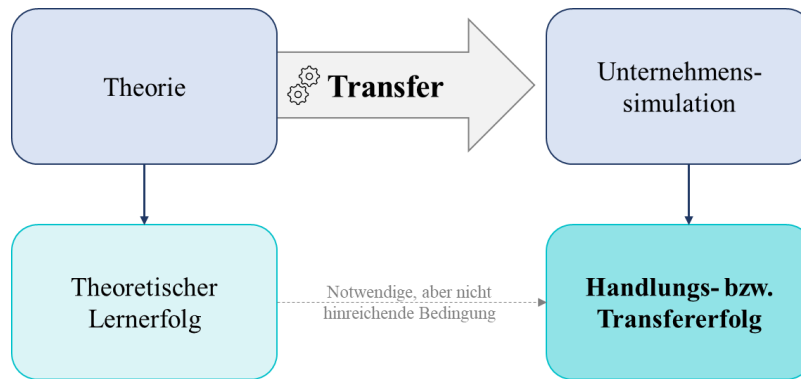 Theorie
Transfer
Unternehmens-
simulation
Theoretischer
Lernerfolg
Notwendige, aber nicht
hinreichende Bedingung
Handlungs- bzw.
Transfererfolg